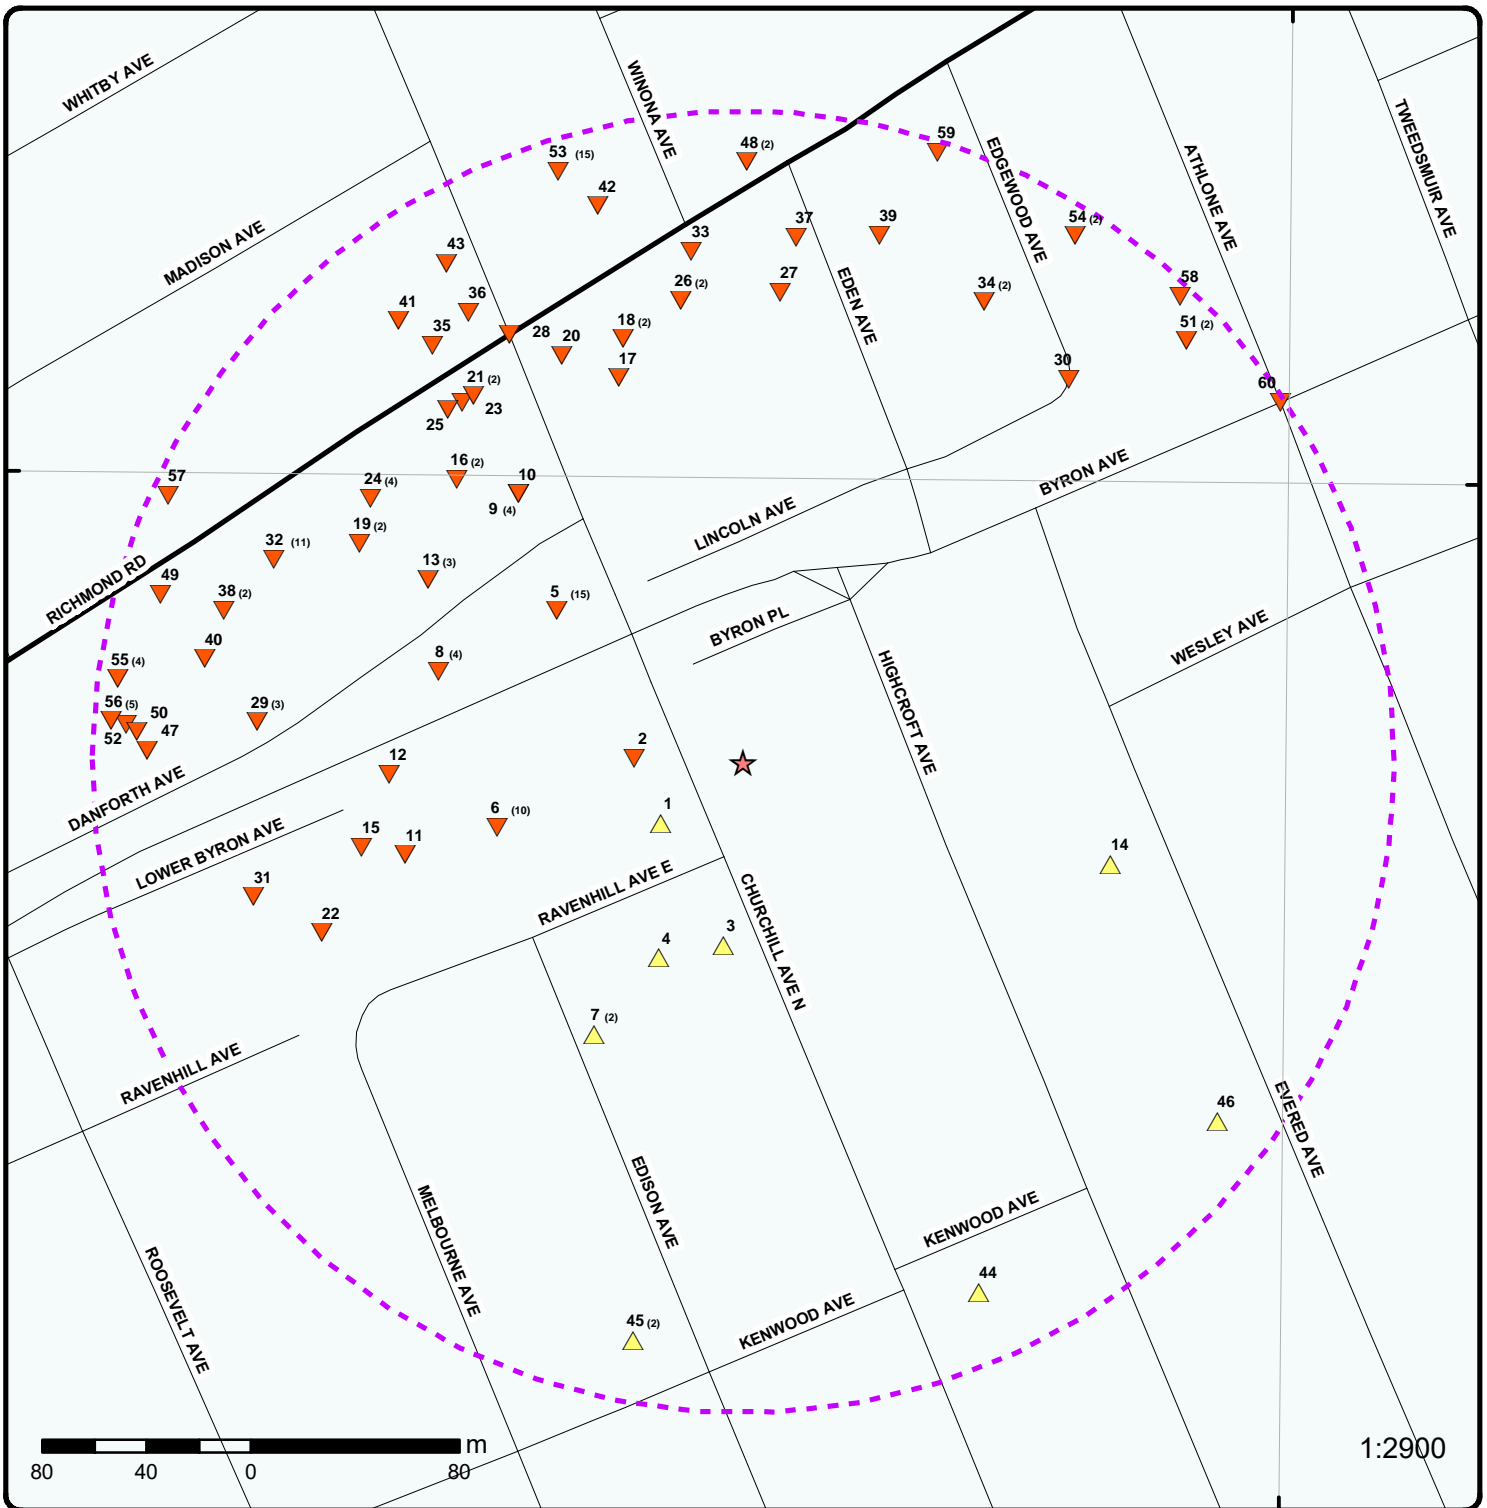 WHITBY AVE
WINONA AVE
TWEEDSMUIR AVE
59
48 (2)
EDGEWOOD AVE
ATHLONE AVE
53 (15)
42
MADISON AVE
37
39
54 (2)
33
43
EDEN AVE
27
26 (2)
34 (2)
58
36
41
51 (2)
18 (2)
35
28
20
17
30
21 (2)
60
23
25
16 (2)
BYRON AVE
57
24 (4)
10
9 (4)
LINCOLN AVE
19 (2)
32 (11)
13 (3)
RICHMOND RD
49
38 (2)
5 (15)
BYRON PL
WESLEY AVE
40
8 (4)
55 (4)
HIGHCROFT AVE
56 (5)
29 (3)
50
47
52
2
12
DANFORTH AVE
1
6 (10)
LOWER BYRON AVE
15
11
14
31
RAVENHILL AVE E
CHURCHILL AVE N
22
3
4
7 (2)
RAVENHILL AVE
46
EVERED AVE
EDISON AVE
MELBOURNE AVE
KENWOOD AVE
ROOSEVELT AVE
44
KENWOOD AVE
45 (2)
m
1:2900
80
40
0
80